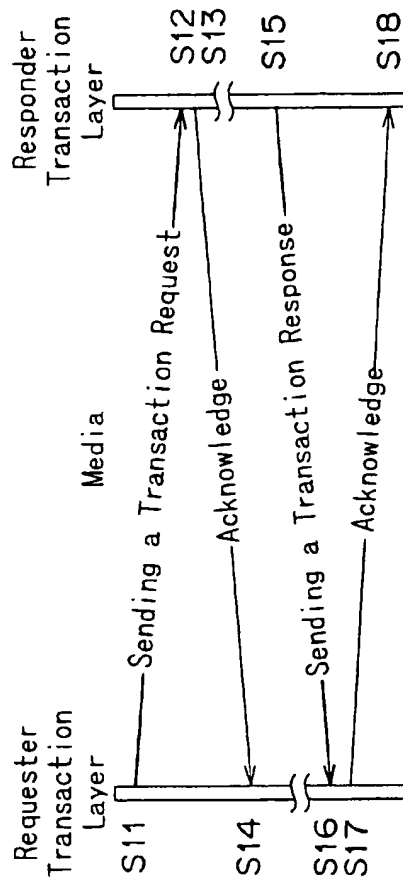 Requester
Transaction
Layer
Media
Responder
Transaction
Layer
S11
Sending a Transaction Request
S12
S13
Acknowledge
S14
S15
Sending a Transaction Response
S16
S17
Acknowledge
S18